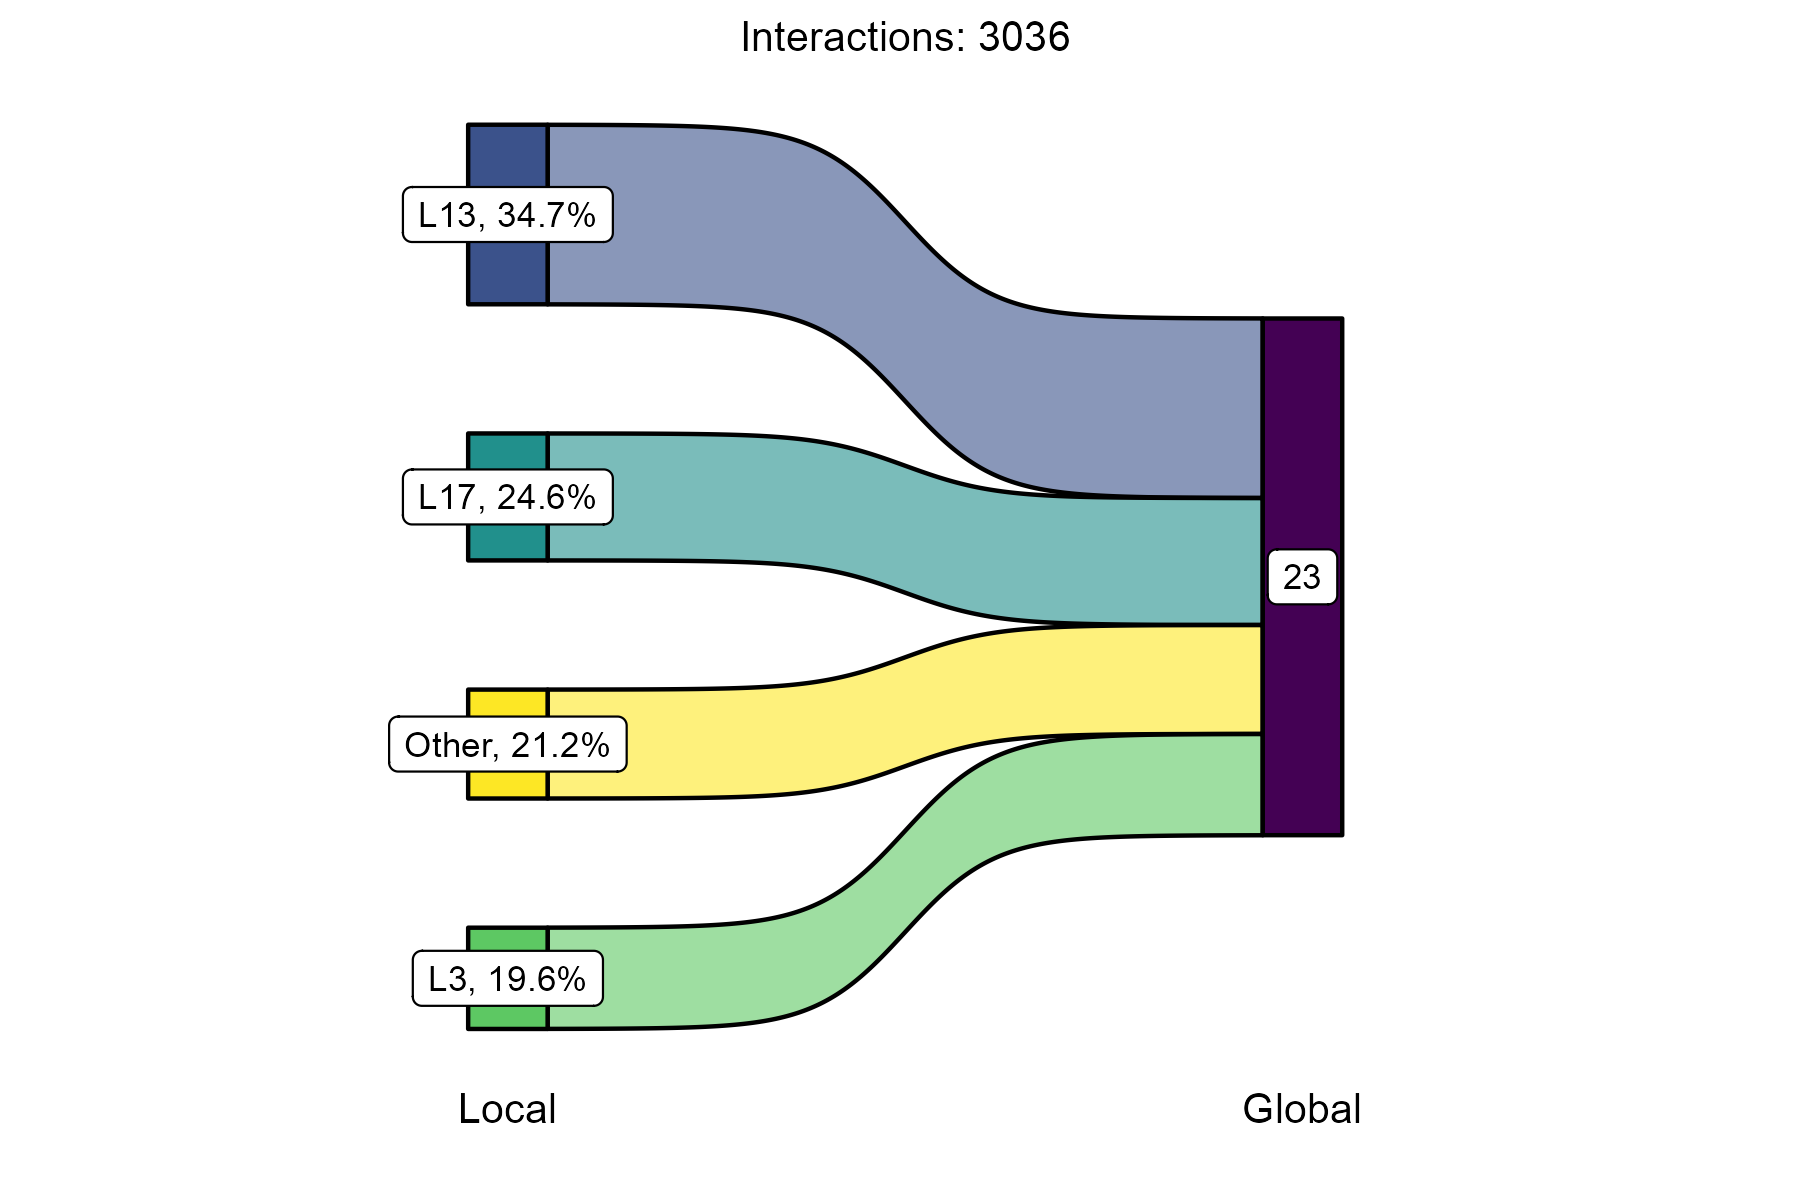 Interactions: 3036
L13, 34.7%
L17, 24.6%
23
Other, 21.2%
L3, 19.6%
Local
Global